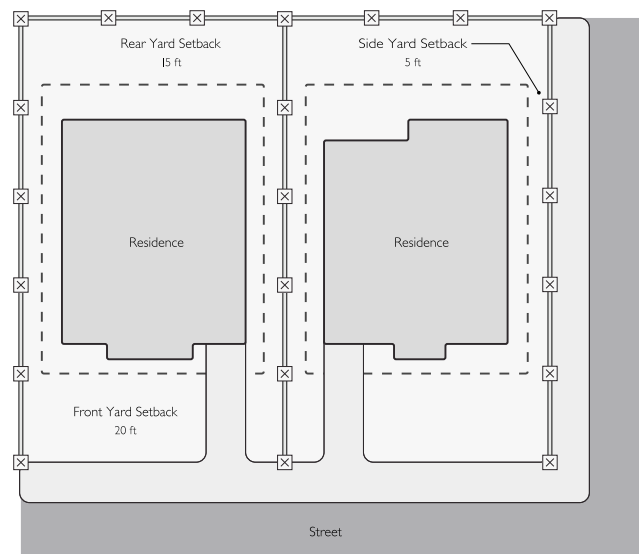 Rear Yard Setback
15 ft
Side Yard Setback
5 ft
Residence
Residence
Front Yard Setback
20 ft
Street